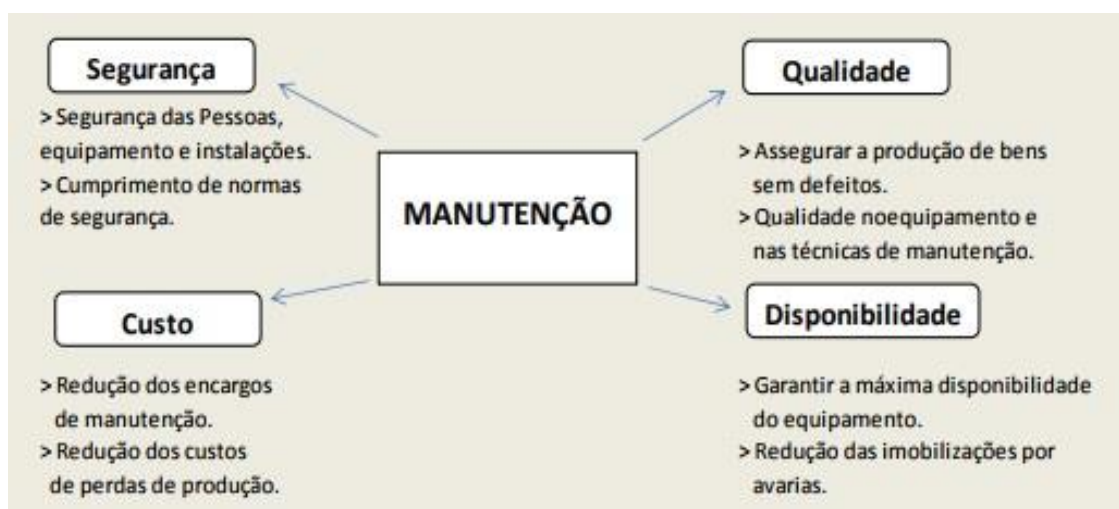 Segurança
> Segurança das Pessoas,
equipamento e instalações.
> Cumprimento de normas
de segurança.
Qualidade
> Assegurar a produção de bens
sem defeitos.
> Qualidade noequipamento e
nas técnicas de manutenção.
MANUTENÇÃO
Custo
> Redução dos encargos
de manutenção.
> Redução dos custos
de perdas de produção.
Disponibilidade
> Garantir a máxima disponibilidade
do equipamento.
> Redução das imobilizações por
avarias.